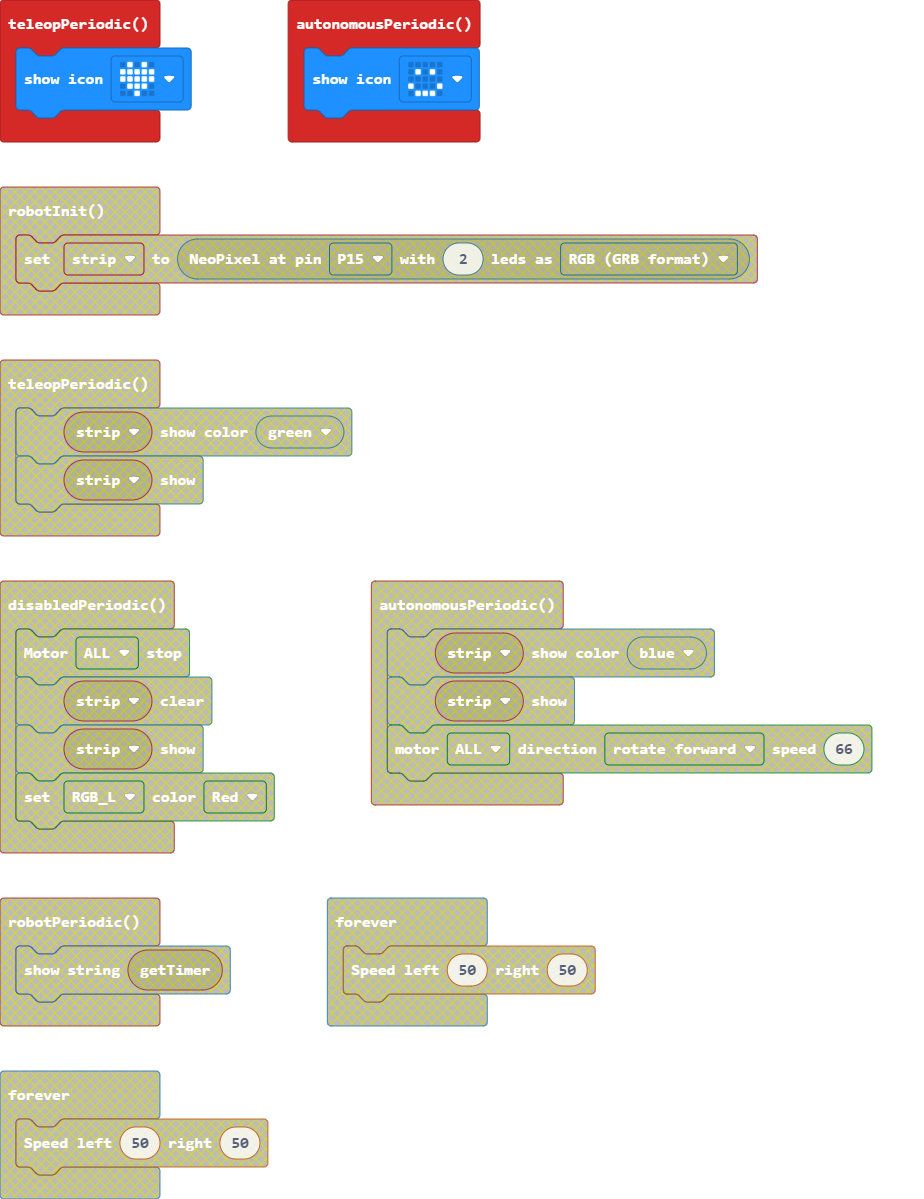 teleopPeriodic()
show icon
autonomousPeriodic()
show icon
robotInit()
set strip to NeoPixel at pin P15 with 2 leds as RGB (GRB format)
teleopPeriodic()
strip show color green
strip show
disabledPeriodic()
Motor ALL stop
strip clear
strip show
set RGB_L color Red
autonomousPeriodic()
strip show color blue
strip show
motor ALL direction rotate forward speed 66
robotPeriodic()
show string getTimer
forever
Speed left 50 right 50
forever
Speed left 50 right 50